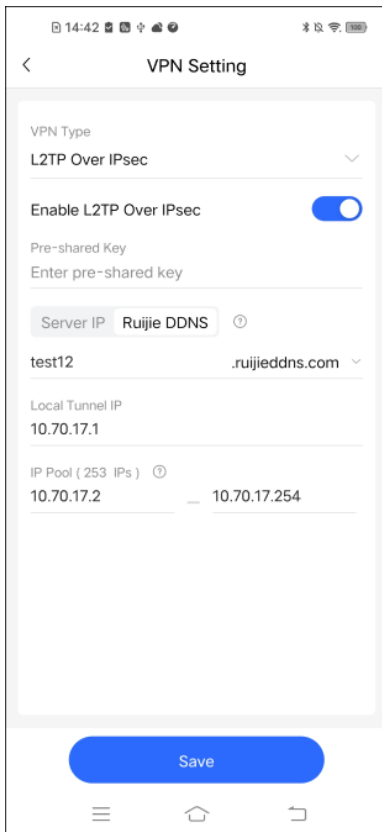 14:42
100
VPN Setting
VPN Type
L2TP Over IPsec
Enable L2TP Over IPsec
Pre-shared Key
Enter pre-shared key
Server IP Ruijie DDNS ?
test12 .ruijieddns.com
Local Tunnel IP
10.70.17.1
IP Pool ( 253 IPs ) ?
10.70.17.2 _ 10.70.17.254
Save